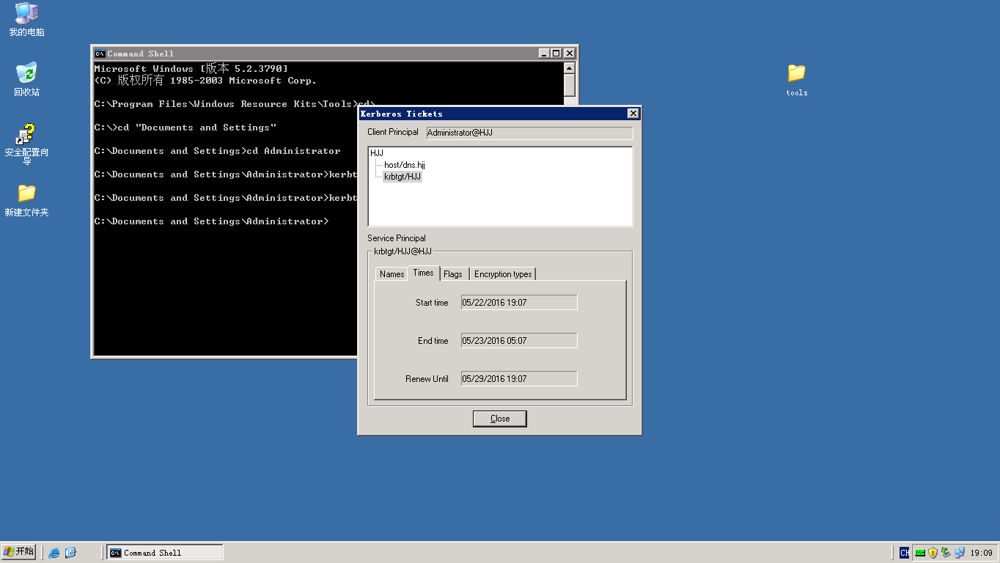 我的电脑
回收站
安全配置向
导
新建文件夹
tools
Command Shell
Microsoft Windows [版本 5.2.3790]
(C) 版权所有 1985-2003 Microsoft Corp.
C:\Program Files\Windows Resource Kits\Tools>cd\
C:\>cd "Documents and Settings"
C:\Documents and Settings>cd Administrator
C:\Documents and Settings\Administrator>kerbt
C:\Documents and Settings\Administrator>kerbt
C:\Documents and Settings\Administrator>
Kerberos Tickets
Client Principal Administrator@HJJ
HJJ
host/dns.hjj
krbtgt/HJJ
Service Principal
krbtgt/HJJ@HJJ
Names Times Flags Encryption types
Start time 05/22/2016 19:07
End time 05/23/2016 05:07
Renew Until 05/29/2016 19:07
Close
开始 Command Shell CH 19:09